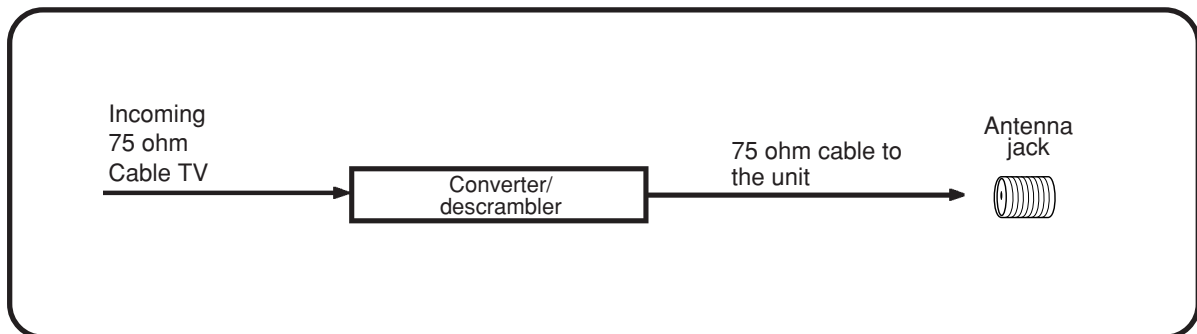 Incoming
75 ohm
Cable TV
Converter/
descrambler
75 ohm cable to
the unit
Antenna
jack